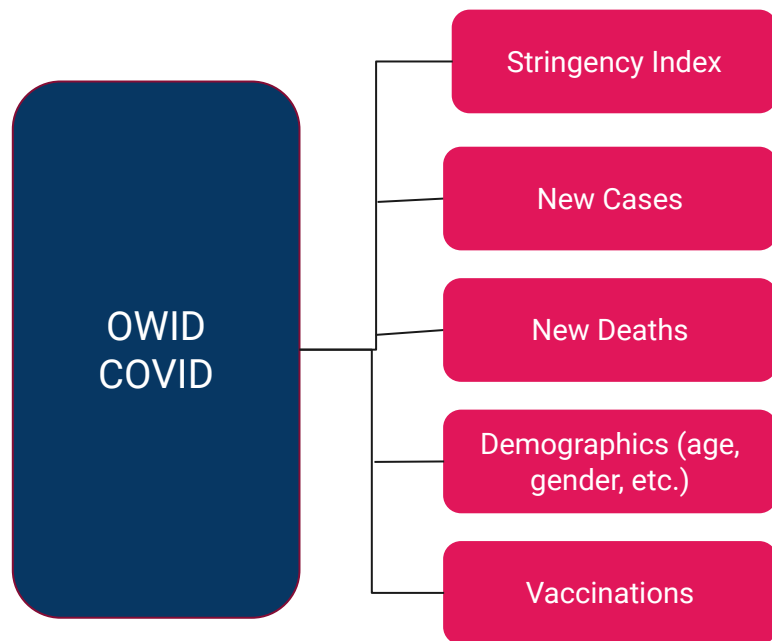 OWID
COVID
Stringency Index
New Cases
New Deaths
Demographics (age,
gender, etc.)
Vaccinations